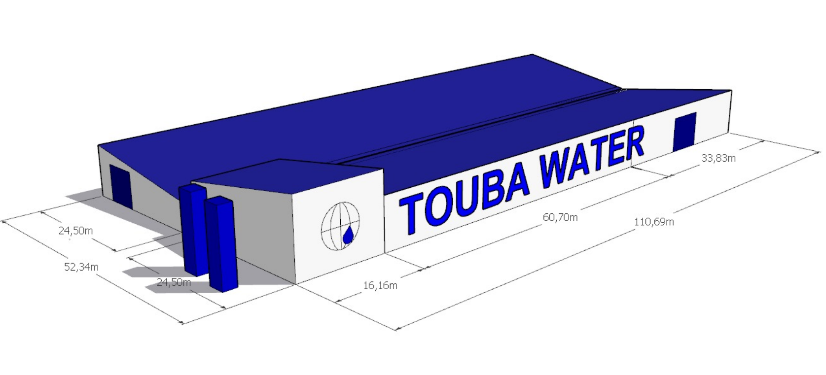 TOUBA WATER
33,83m
60,70m
110,69m
24,50m
52,34m
24,50m
16,16m